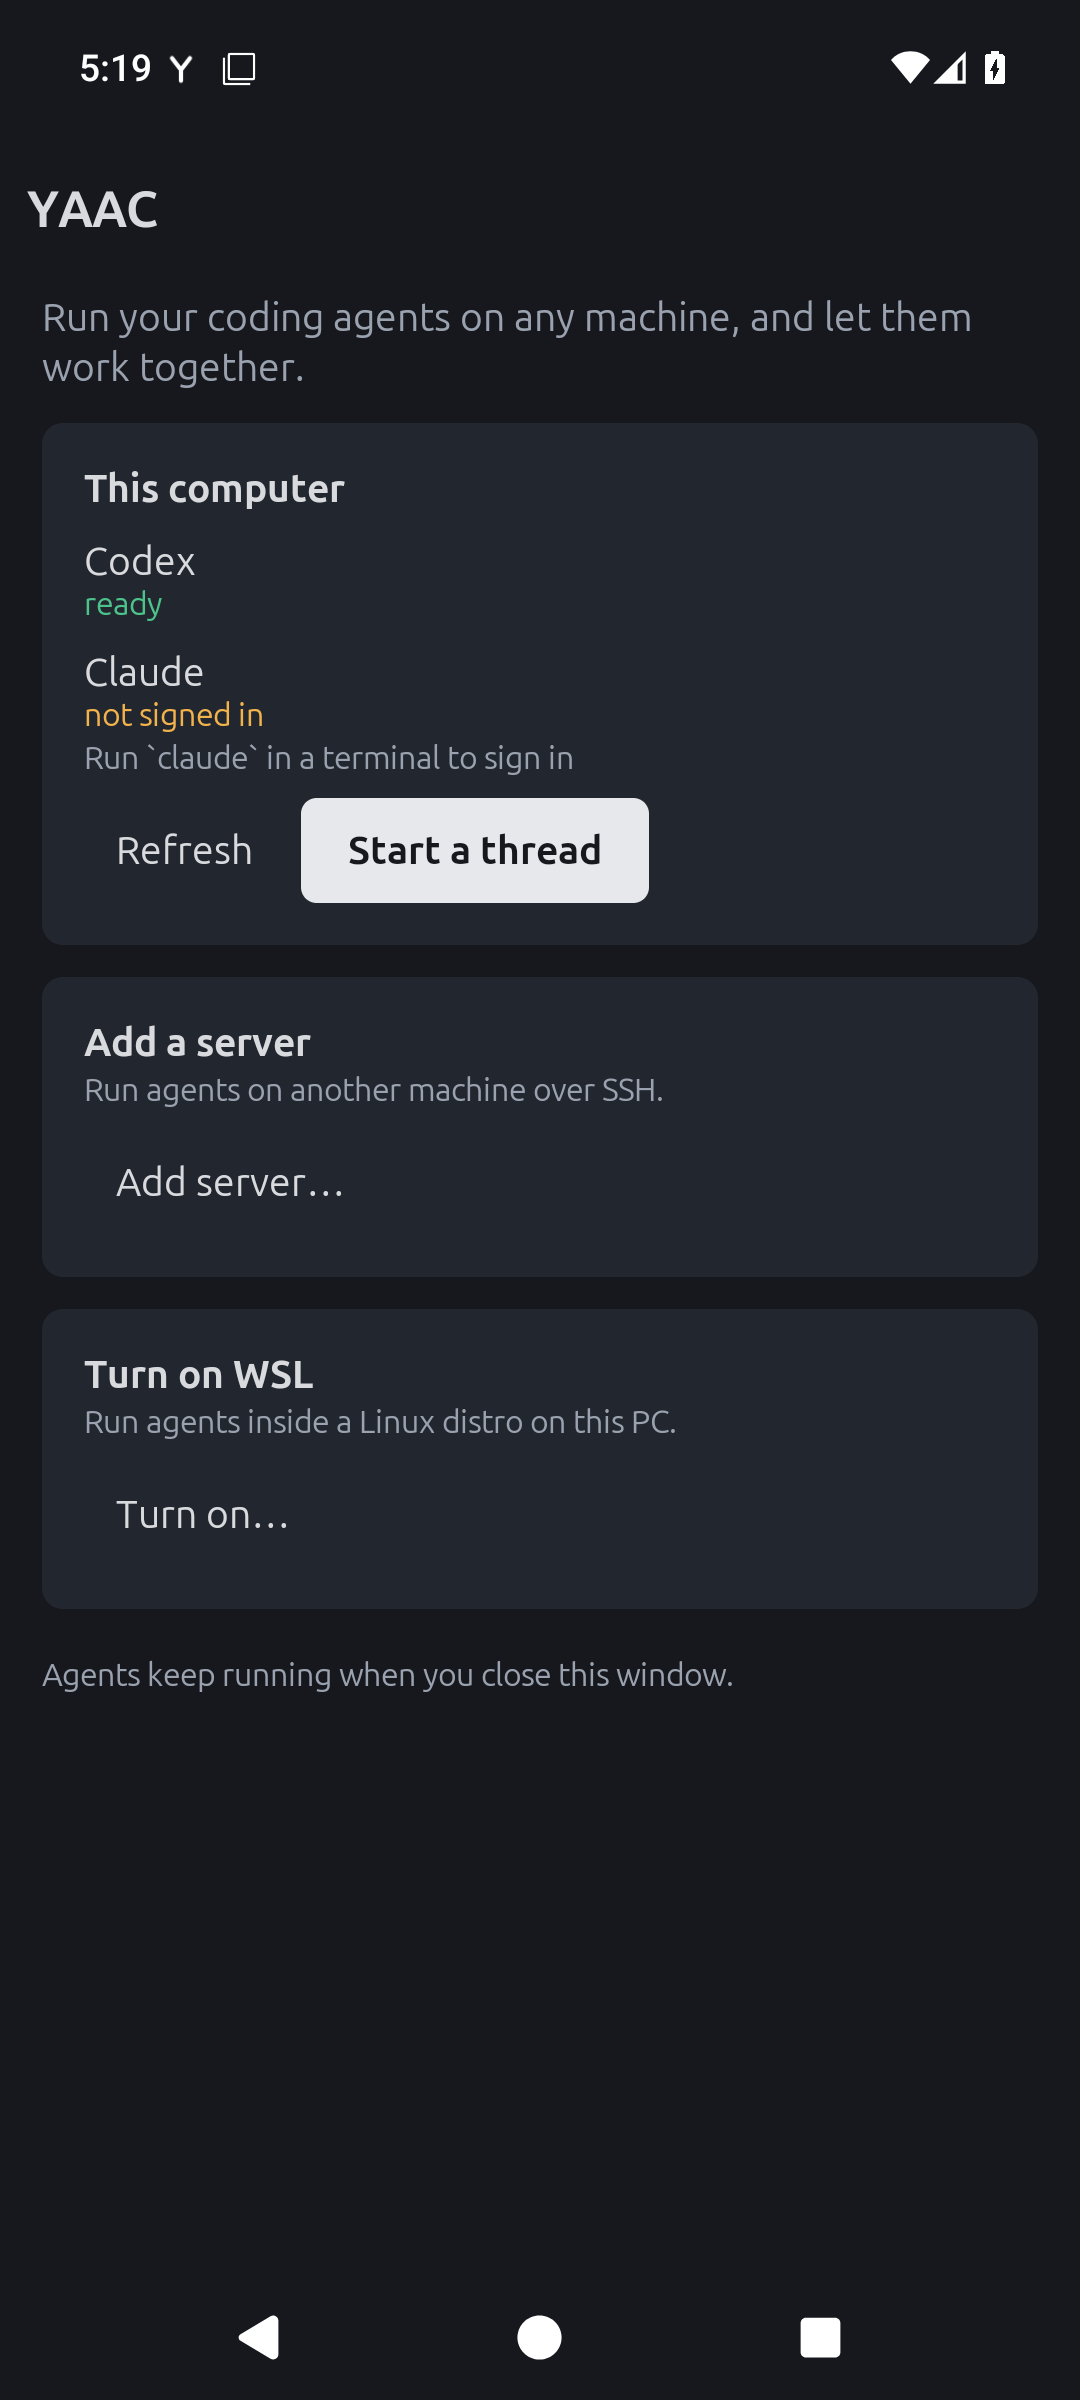 5:19
YAAC
Run your coding agents on any machine, and let them
work together.
This computer
Codex
ready
Claude
not signed in
Run `claude` in a terminal to sign in
Refresh
Start a thread
Add a server
Run agents on another machine over SSH.
Add server…
Turn on WSL
Run agents inside a Linux distro on this PC.
Turn on…
Agents keep running when you close this window.